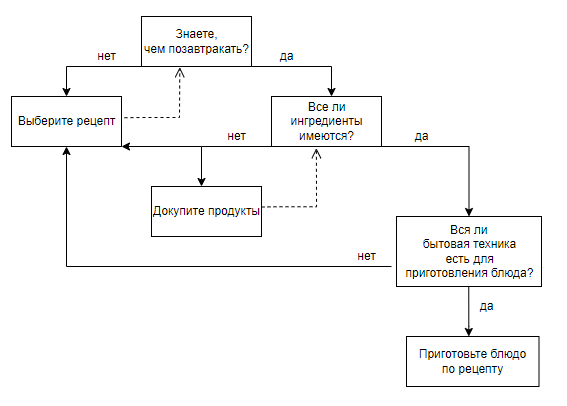 Знаете,
чем позавтракать?
нет
да
Выберите рецепт
Все ли
ингредиенты
имеются?
нет
да
Докупите продукты
Вся ли
бытовая техника
есть для
приготовления блюда?
нет
да
Приготовьте блюдо
по рецепту